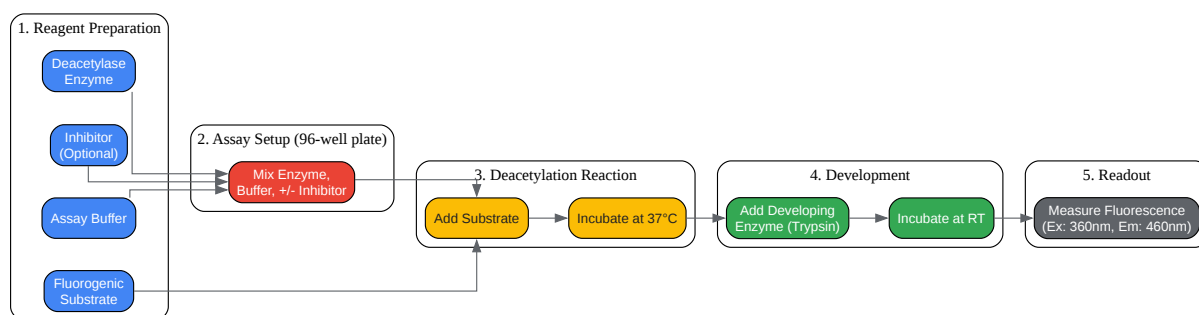 1. Reagent Preparation
Deacetylase
Enzyme
Inhibitor
(Optional)
Assay Buffer
Fluorogenic
Substrate
2. Assay Setup (96-well plate)
Mix Enzyme,
Buffer, +/- Inhibitor
3. Deacetylation Reaction
Add Substrate
Incubate at 37°C
4. Development
Add Developing
Enzyme (Trypsin)
Incubate at RT
5. Readout
Measure Fluorescence
(Ex: 360nm, Em: 460nm)